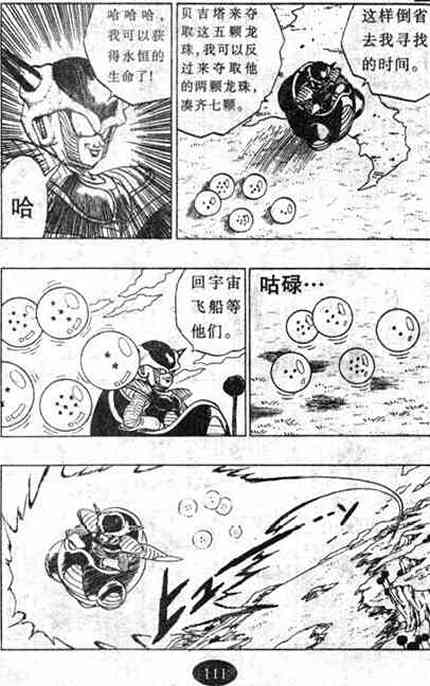 这样倒省
去我寻找
的时间。
贝吉塔来夺
取这五颗龙
珠，我可以反
过来夺取他
的两颗龙珠，
凑齐七颗。
哈哈哈，
我可以获
得永恒的
生命了！
哈
咕碌…
回宇宙
飞船等
他们。
111